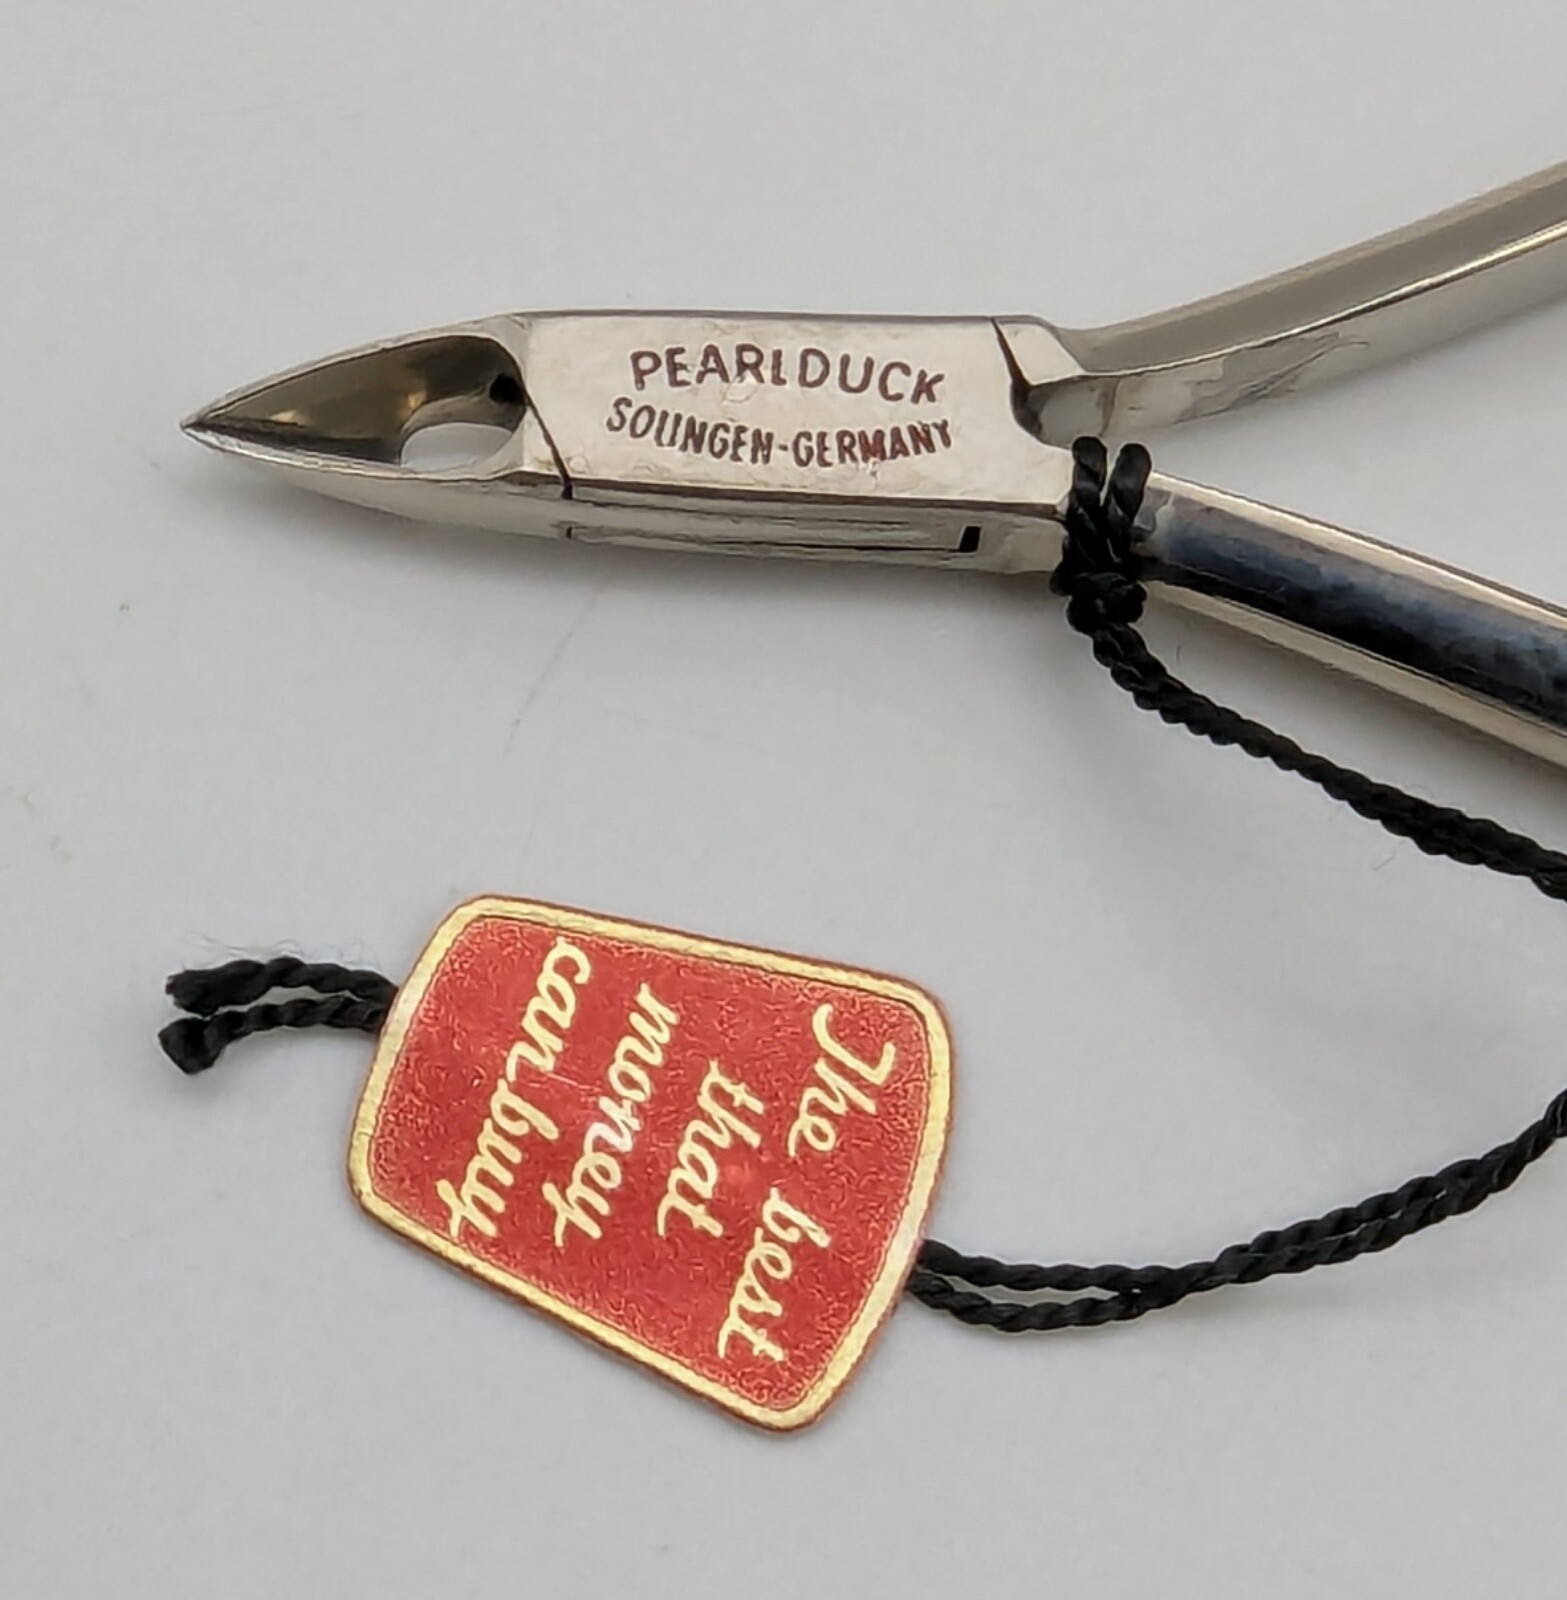 PEARLDUCK
SOLINGEN-GERMANY
The best
that
money
can buy